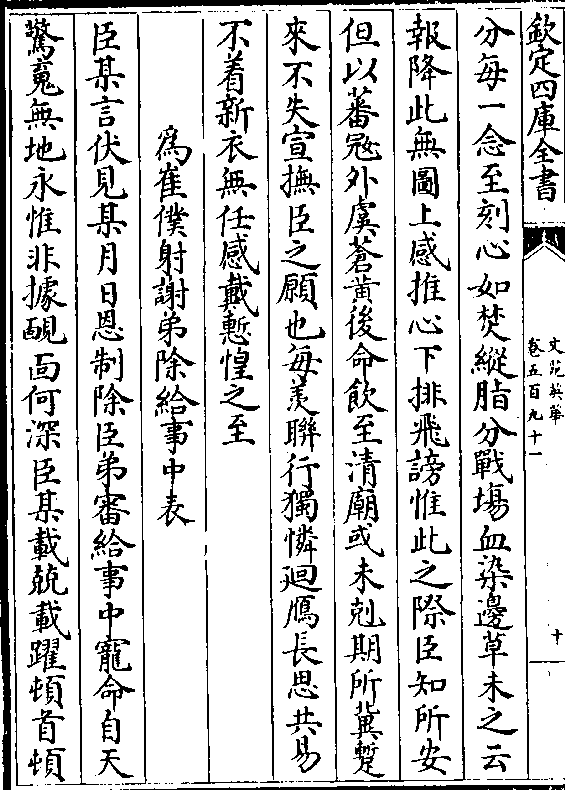 欽定四庫全書
文苑英華
卷五百九十一
十
分每一念至刻心如焚縱脂分戰場血染邊草未之云
報降此無圖上感推心下排飛謗惟此之際臣知所安
但以蕃寇外虞蒼黃後命飲至清廟或未剋期所冀蹔
來不失宣撫臣之願也每羨聯行獨憐廻鴈長思共易
不着新衣無任感戴慙惶之至
爲崔僕射謝弟除給事中表
臣某言伏見某月日恩制除臣弟審給事中寵命自天
驚䰟無地永惟非據靦面何深臣某載兢載躍頓首頓